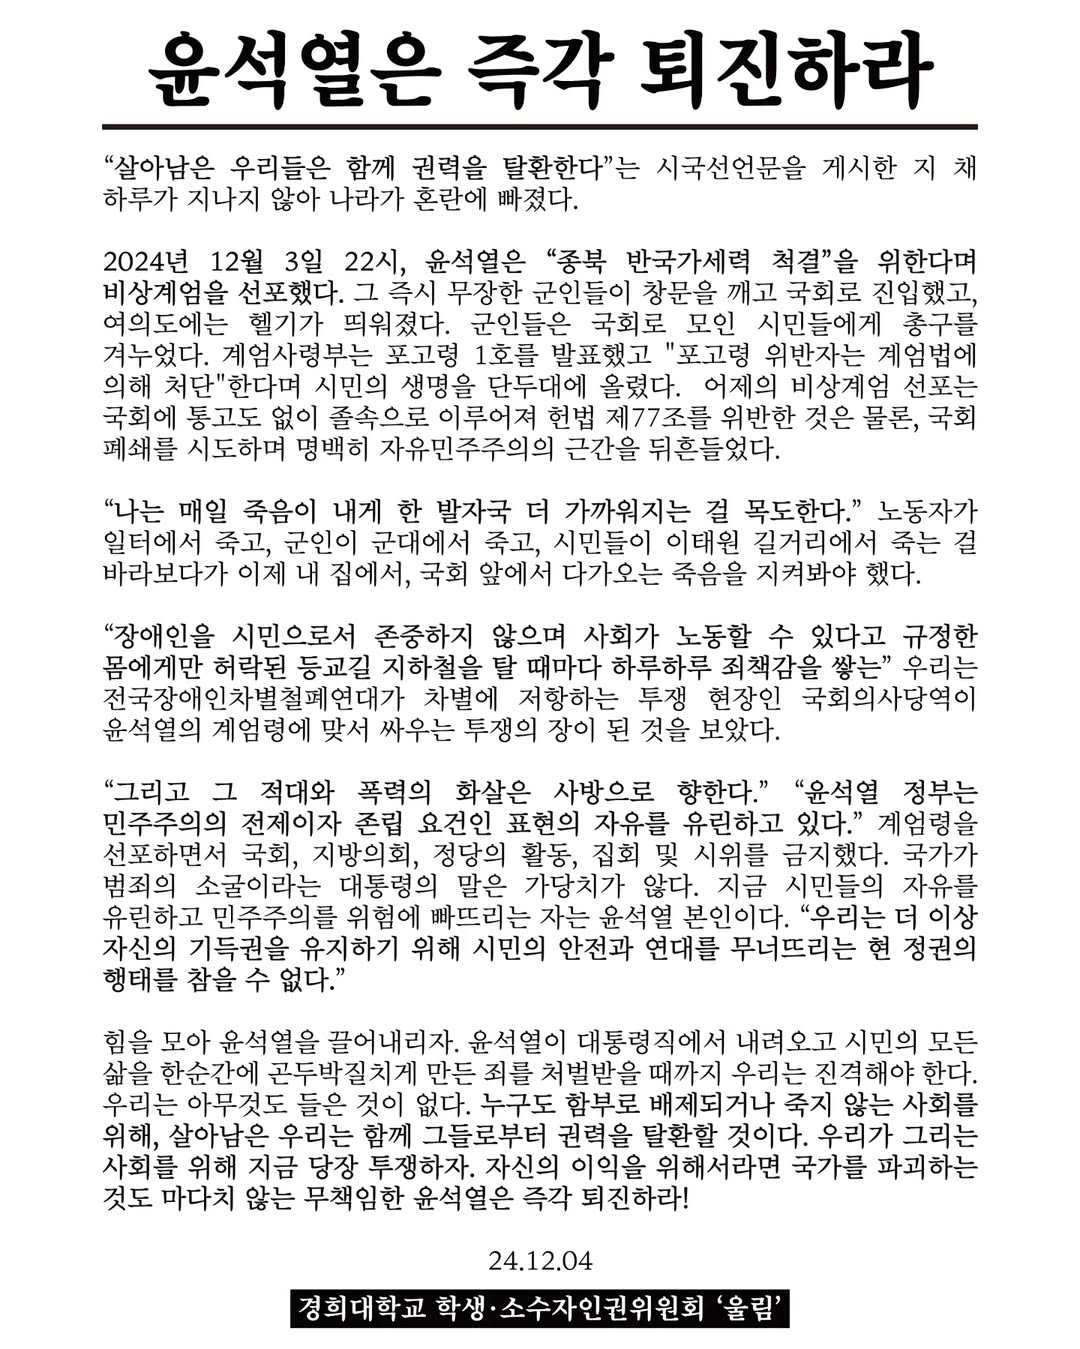 윤석열은 즉각 퇴진하라
“살아남은 우리들은 함께 권력을 탈환한다”는 시국선언문을 게시한 지 채
하루가 지나지 않아 나라가 혼란에 빠졌다.
2024년 12월 3일 22시, 윤석열은 “종북 반국가세력 척결”을 위한다며
비상계엄을 선포했다. 그 즉시 무장한 군인들이 창문을 깨고 국회로 진입했고,
여의도에는 헬기가 띄워졌다. 군인들은 국회로 모인 시민들에게 총구를
겨누었다. 계엄사령부는 포고령 1호를 발표했고 "포고령 위반자는 계엄법에
의해 처단"한다며 시민의 생명을 단두대에 올렸다. 어제의 비상계엄 선포는
국회에 통고도 없이 졸속으로 이루어져 헌법 제77조를 위반한 것은 물론, 국회
폐쇄를 시도하며 명백히 자유민주주의의 근간을 뒤흔들었다.
“나는 매일 죽음이 내게 한 발자국 더 가까워지는 걸 목도한다.” 노동자가
일터에서 죽고, 군인이 군대에서 죽고, 시민들이 이태원 길거리에서 죽는 걸
바라보다가 이제 내 집에서, 국회 앞에서 다가오는 죽음을 지켜봐야 했다.
“장애인을 시민으로서 존중하지 않으며 사회가 노동할 수 있다고 규정한
몸에게만 허락된 등교길 지하철을 탈 때마다 하루하루 죄책감을 쌓는” 우리는
전국장애인차별철폐연대가 차별에 저항하는 투쟁 현장인 국회의사당역이
윤석열의 계엄령에 맞서 싸우는 투쟁의 장이 된 것을 보았다.
“그리고 그 적대와 폭력의 화살은 사방으로 향한다.” “윤석열 정부는
민주주의의 전제이자 존립 요건인 표현의 자유를 유린하고 있다.” 계엄령을
선포하면서 국회, 지방의회, 정당의 활동, 집회 및 시위를 금지했다. 국가가
범죄의 소굴이라는 대통령의 말은 가당치가 않다. 지금 시민들의 자유를
유린하고 민주주의를 위험에 빠뜨리는 자는 윤석열 본인이다. “우리는 더 이상
자신의 기득권을 유지하기 위해 시민의 안전과 연대를 무너뜨리는 현 정권의
행태를 참을 수 없다.”
힘을 모아 윤석열을 끌어내리자. 윤석열이 대통령직에서 내려오고 시민의 모든
삶을 한순간에 곤두박질치게 만든 죄를 처벌받을 때까지 우리는 진격해야 한다.
우리는 아무것도 들은 것이 없다. 누구도 함부로 배제되거나 죽지 않는 사회를
위해, 살아남은 우리는 함께 그들로부터 권력을 탈환할 것이다. 우리가 그리는
사회를 위해 지금 당장 투쟁하자. 자신의 이익을 위해서라면 국가를 파괴하는
것도 마다치 않는 무책임한 윤석열은 즉각 퇴진하라!
24.12.04
경희대학교 학생·소수자인권위원회 ‘울림’